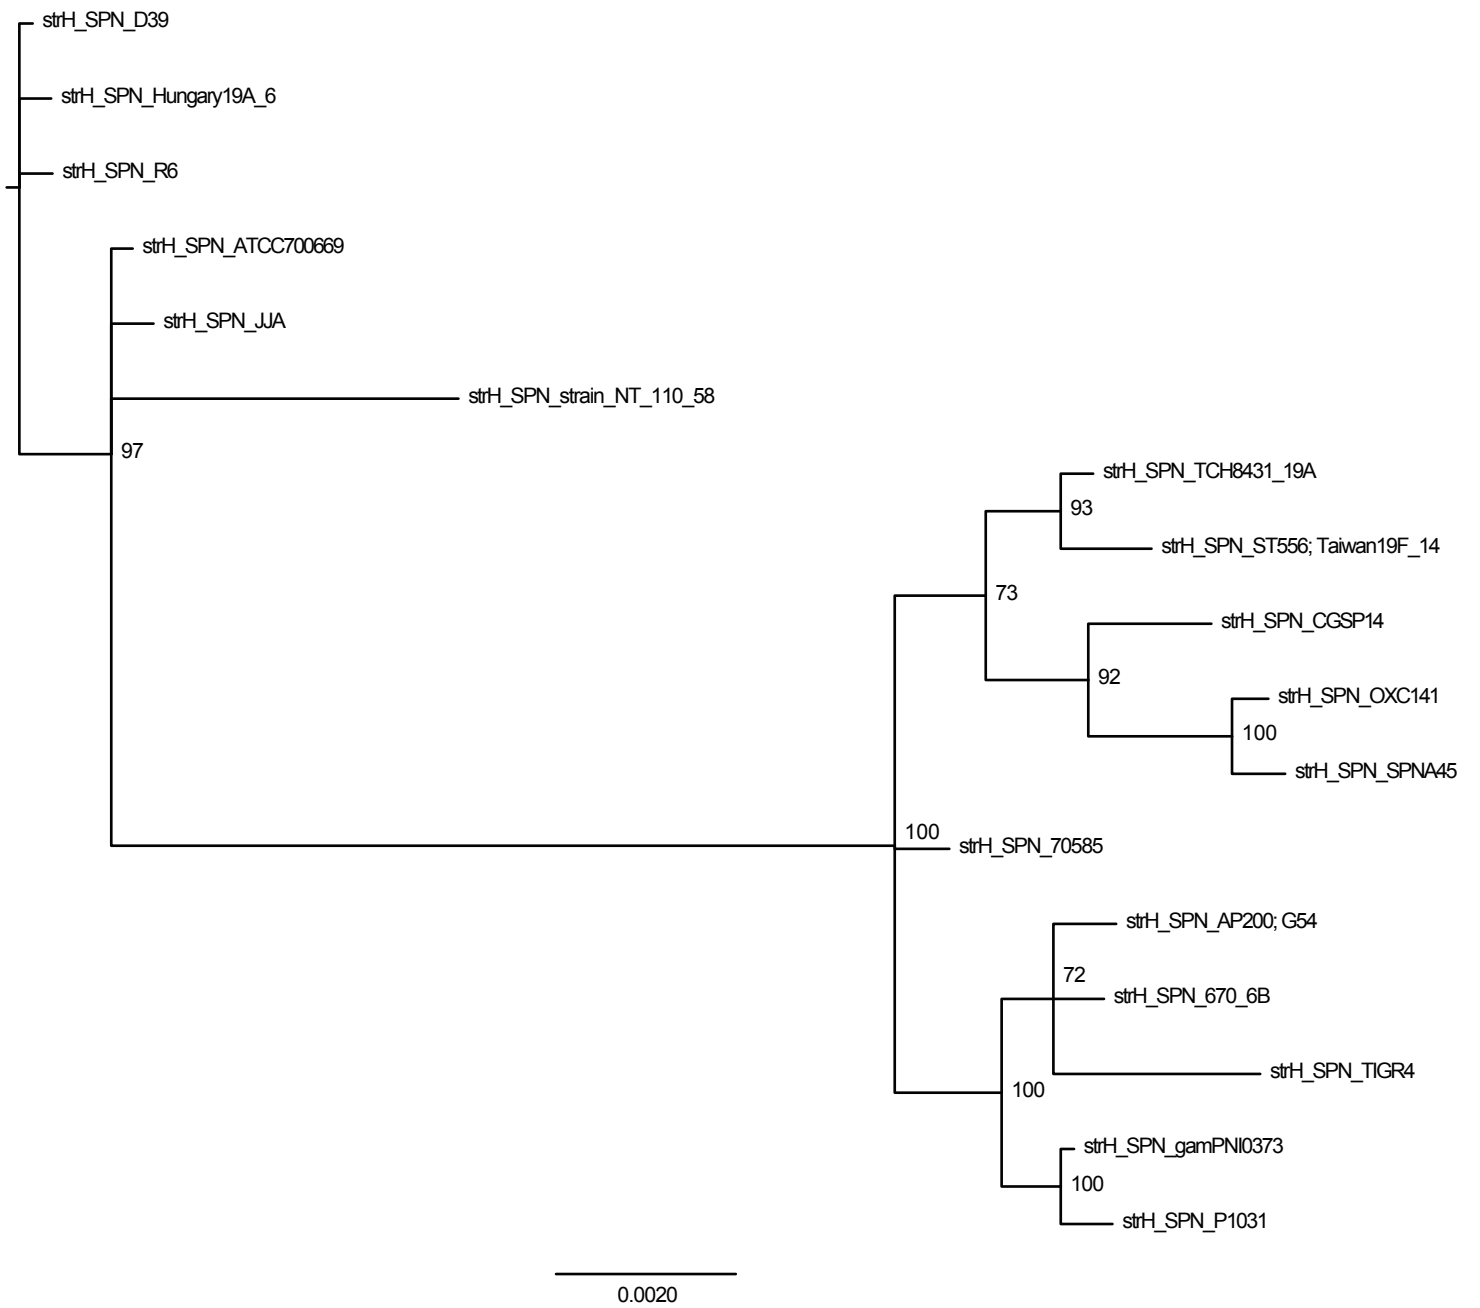 strH_SPN_D39
strH_SPN_Hungary19A_6
strH_SPN_R6
strH_SPN_ATCC700669
strH_SPN_JJA
strH_SPN_strain_NT_110_58
97
strH_SPN_TCH8431_19A
93
strH_SPN_ST556; Taiwan19F_14
73
strH_SPN_CGSP14
92
strH_SPN_OXC141
100
strH_SPN_SPNA45
100
strH_SPN_70585
strH_SPN_AP200; G54
72
strH_SPN_670_6B
strH_SPN_TIGR4
100
strH_SPN_gamPNI0373
100
strH_SPN_P1031
0.0020